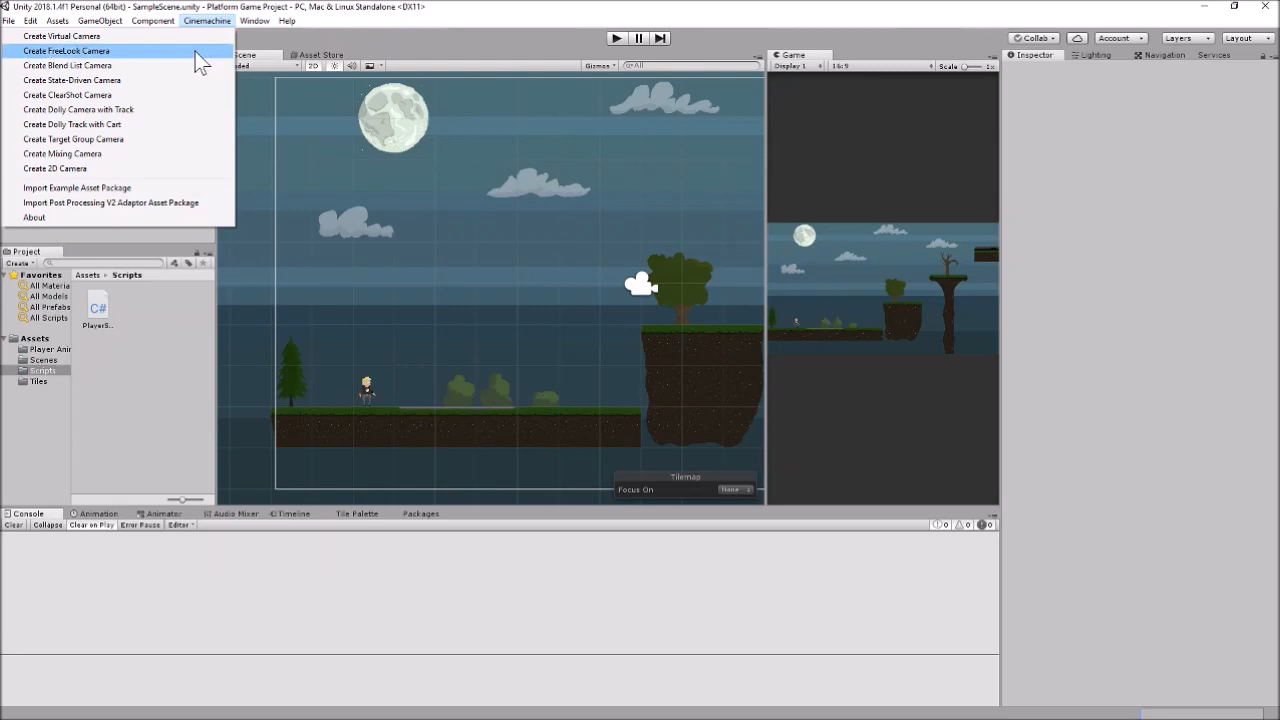 Unity 2018.1.4f1 Personal (64bit) - SampleScene.unity - Platform Game Project - PC, Mac & Linux Standalone <DX11>
File Edit Assets GameObject Component Cinemachine Window Help
Create Virtual Camera
Create FreeLook Camera
Create Blend List Camera
Create State-Driven Camera
Create ClearShot Camera
Create Dolly Camera with Track
Create Dolly Track with Cart
Create Target Group Camera
Create Mixing Camera
Create 2D Camera
Import Example Asset Package
Import Post Processing V2 Adaptor Asset Package
About
Collab Account Layers Layout
Asset Store
2D Gizmos All
Game
Display 1 16:9 Scale 1x
Inspector Lighting Navigation Services
Project
Create
Favorites
All Materia
All Models
All Prefabs
All Scripts
Assets
Player Ani
Scenes
Scripts
Tiles
Assets Scripts
C#
PlayerS...
Tilemap
Focus On None
Console Animation Animator Audio Mixer Timeline Tile Palette Packages
Clear Collapse Clear on Play Error Pause Editor 0 0 0